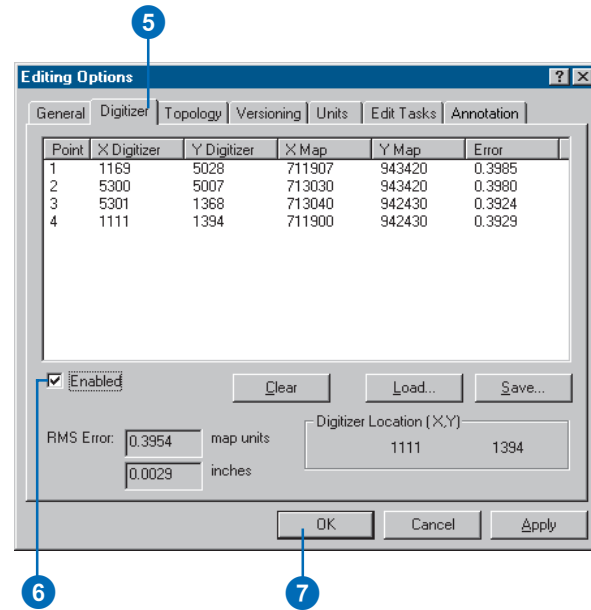 5
Editing Options
General Digitizer Topology Versioning Units Edit Tasks Annotation
Point X Digitizer Y Digitizer X Map Y Map Error
1 1169 5028 711907 943420 0.3985
2 5300 5007 713030 943420 0.3980
3 5301 1368 713040 942430 0.3924
4 1111 1394 711900 942430 0.3929
Enabled Clear Load... Save...
Digitizer Location (X,Y)
RMS Error: 0.3954 map units 1111 1394
0.0029 inches
OK Cancel Apply
6 7